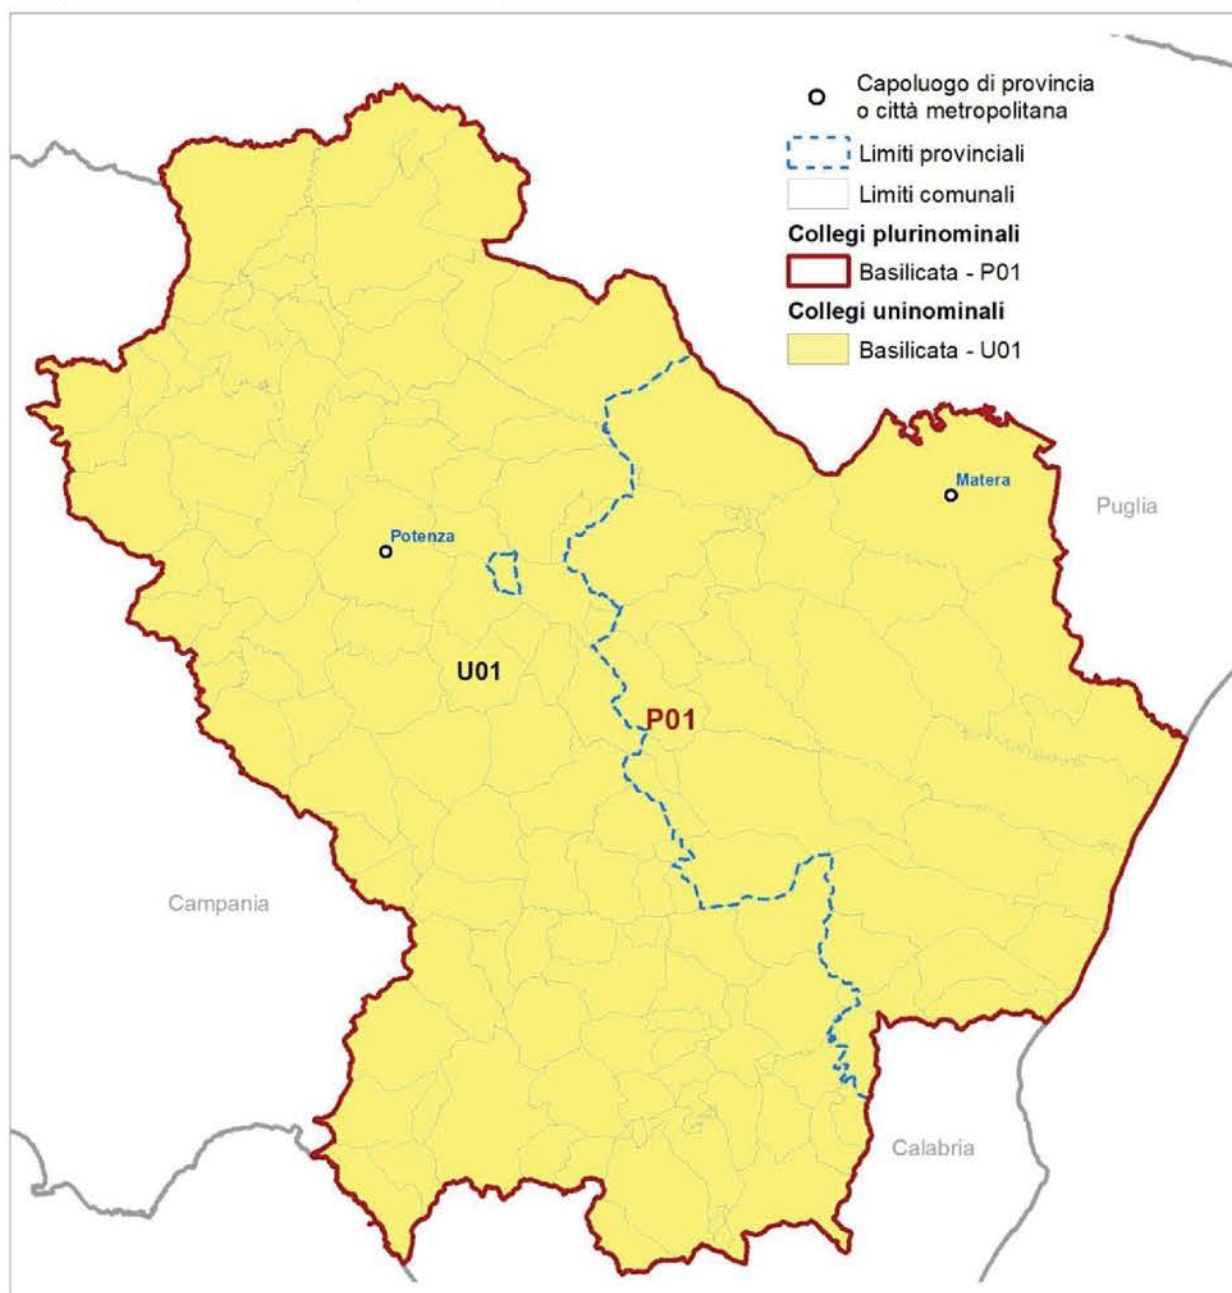 Capoluogo di provincia
o città metropolitana
Limiti provinciali
Limiti comunali
Collegi plurinominali
Basilicata - P01
Collegi uninominali
Basilicata - U01
Matera
Puglia
Potenza
U01
P01
Campania
Calabria